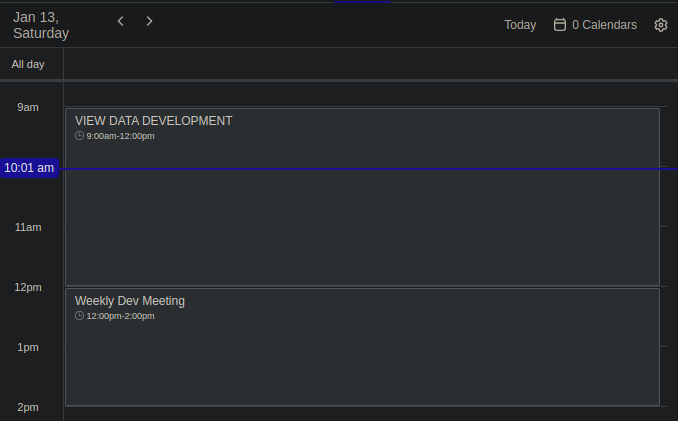 Jan 13,
Saturday
Today
0 Calendars
All day
9am
VIEW DATA DEVELOPMENT
9:00am-12:00pm
10:01 am
11am
12pm
Weekly Dev Meeting
12:00pm-2:00pm
1pm
2pm